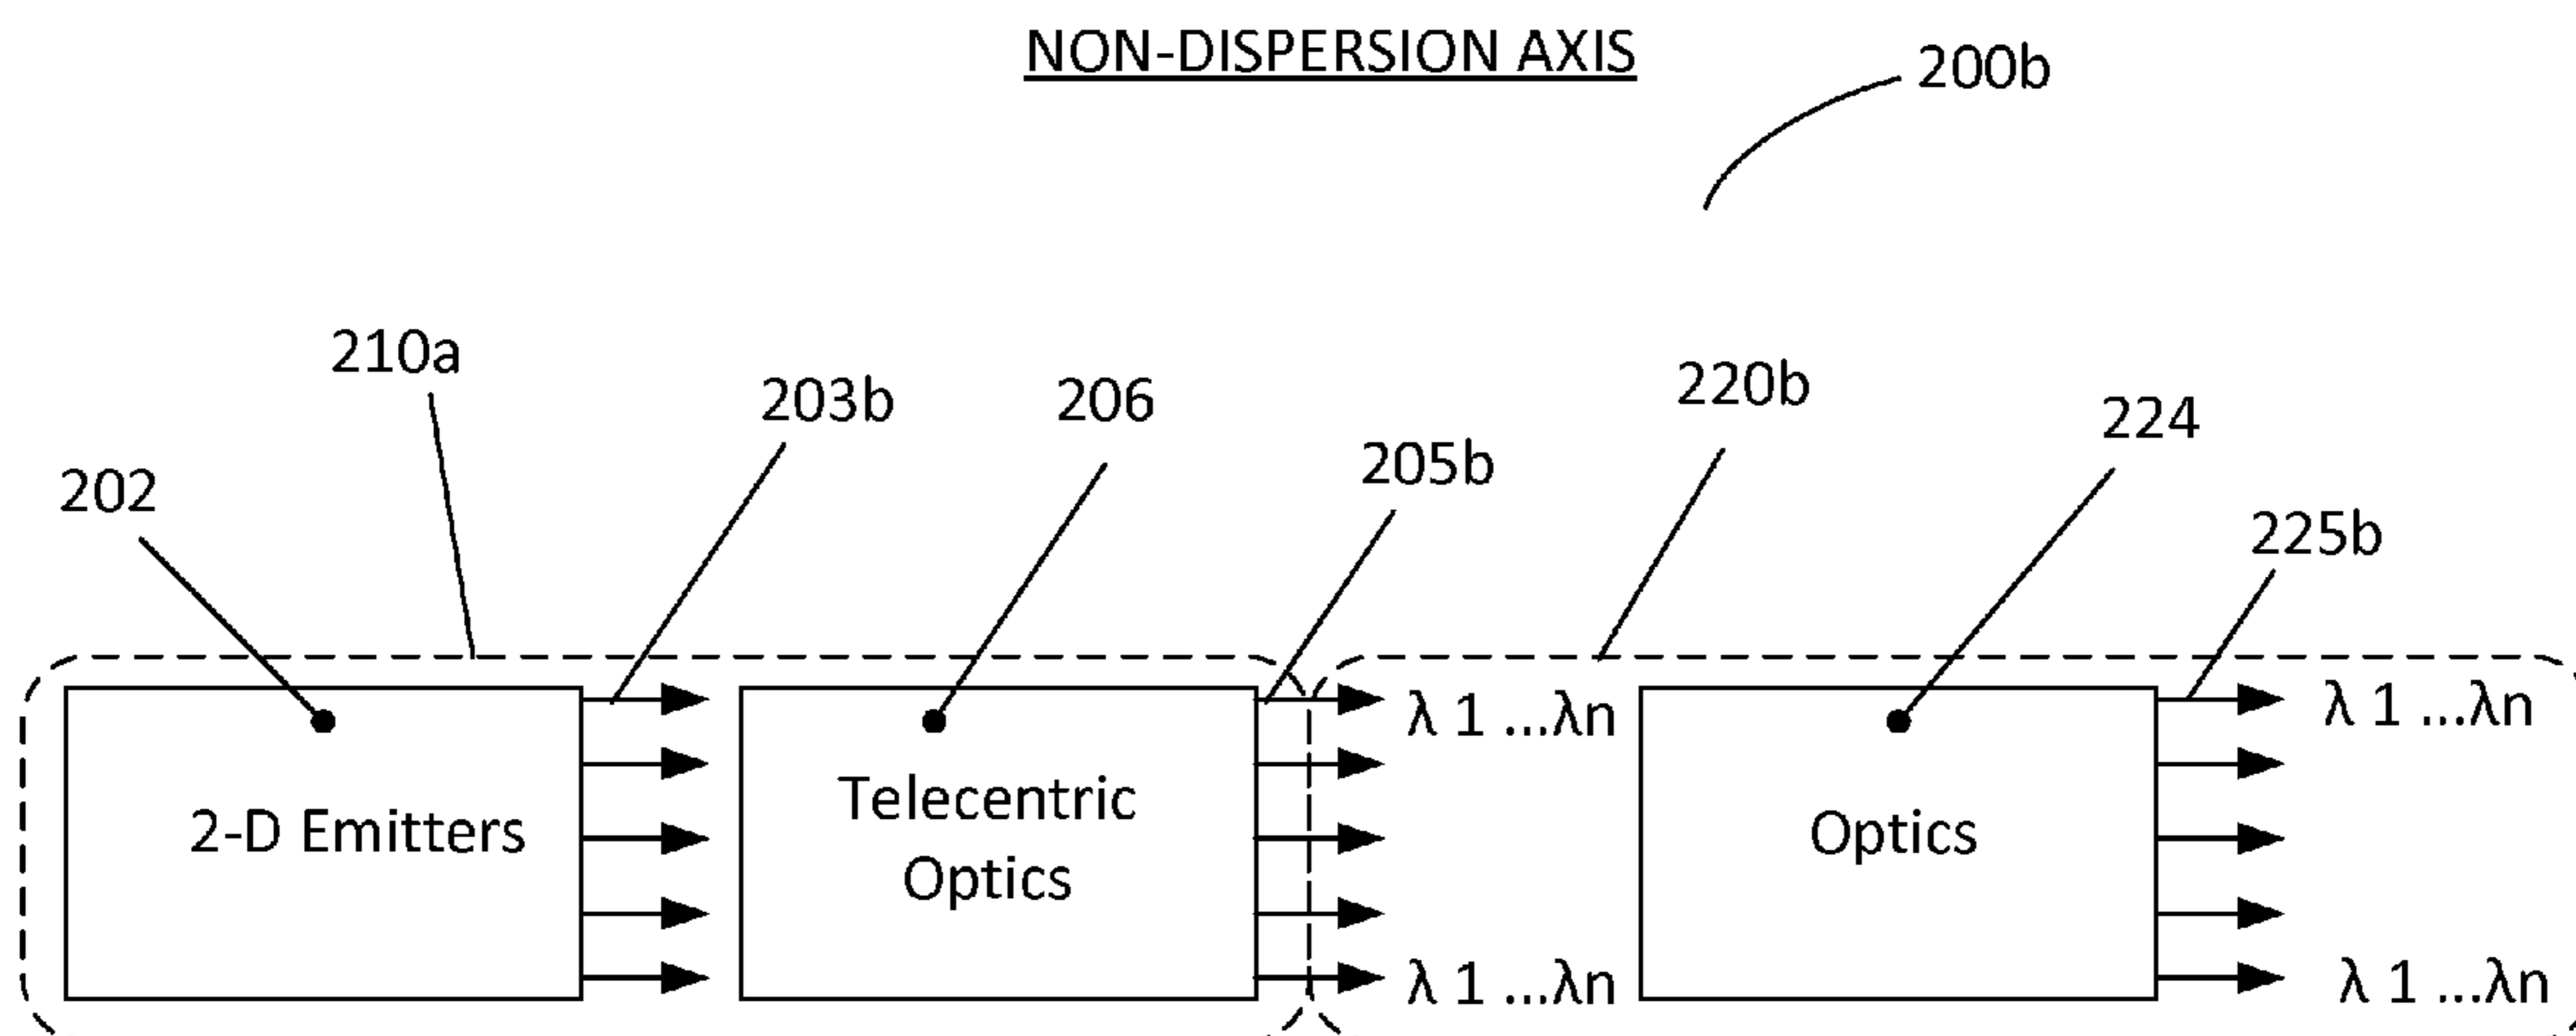 NON-DISPERSION AXIS
200b
210a
203b
206
220b
224
202
205b
225b
λ 1 ...λn
λ 1 ...λn
2-D Emitters
Telecentric
Optics
Optics
λ 1 ...λn
λ 1 ...λn